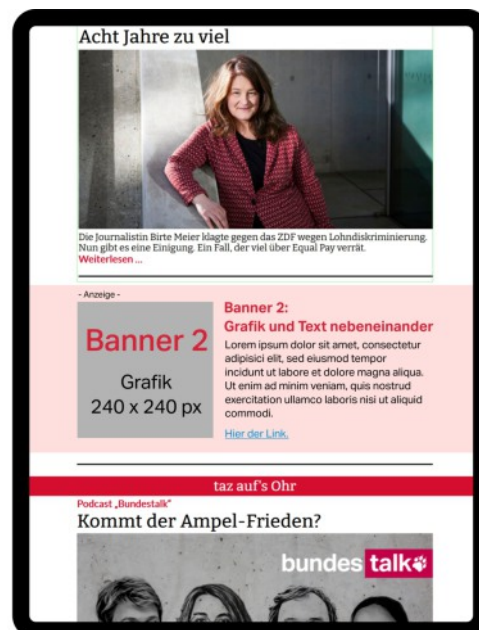 Acht Jahre zu viel
Die Journalistin Birte Meier klagte gegen das ZDF wegen Lohndiskriminierung.
Nun gibt es eine Einigung. Ein Fall, der viel über Equal Pay verrät.
Weiterlesen ...
- Anzeige -
Banner 2
Grafik
240 x 240 px
Banner 2:
Grafik und Text nebeneinander
Lorem ipsum dolor sit amet, consectetur
adipisici elit, sed eiusmod tempor
incidunt ut labore et dolore magna aliqua.
Ut enim ad minim veniam, quis nostrud
exercitation ullamco laboris nisi ut aliquid
commodi.
Hier der Link.
taz auf's Ohr
Podcast „Bundestalk“
Kommt der Ampel-Frieden?
bundes talk